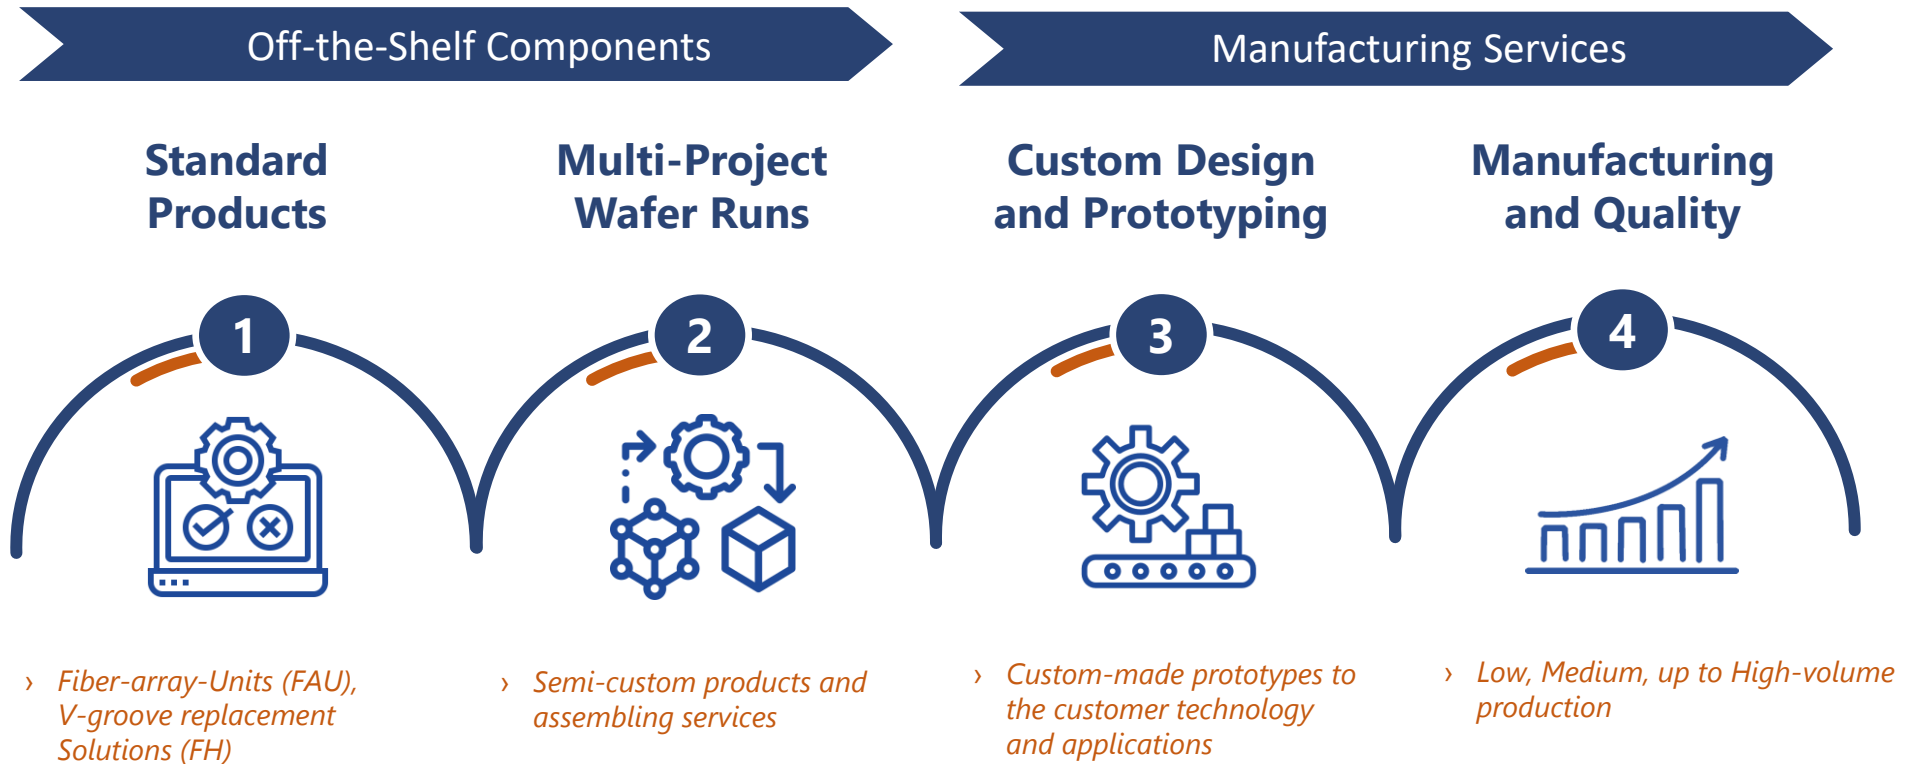 Off-the-Shelf Components
Manufacturing Services
Standard
Products
Multi-Project
Wafer Runs
Custom Design
and Prototyping
Manufacturing
and Quality
1
2
3
4
› Fiber-array-Units (FAU),
V-groove replacement
Solutions (FH)
› Semi-custom products and
assembling services
› Custom-made prototypes to
the customer technology
and applications
› Low, Medium, up to High-volume
production